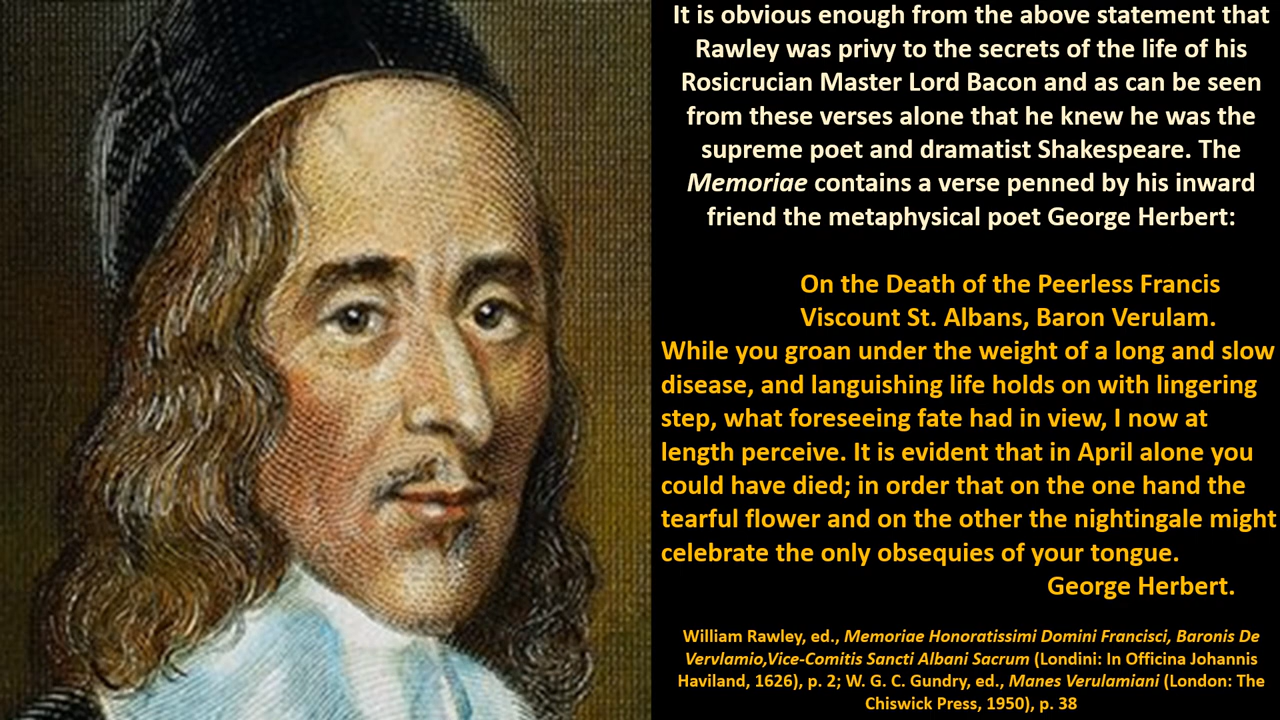 It is obvious enough from the above statement that
Rawley was privy to the secrets of the life of his
Rosicrucian Master Lord Bacon and as can be seen
from these verses alone that he knew he was the
supreme poet and dramatist Shakespeare. The
Memoriae contains a verse penned by his inward
friend the metaphysical poet George Herbert:
On the Death of the Peerless Francis
Viscount St. Albans, Baron Verulam.
While you groan under the weight of a long and slow
disease, and languishing life holds on with lingering
step, what foreseeing fate had in view, I now at
length perceive. It is evident that in April alone you
could have died; in order that on the one hand the
tearful flower and on the other the nightingale might
celebrate the only obsequies of your tongue.
George Herbert.
William Rawley, ed., Memoriae Honoratissimi Domini Francisci, Baronis De
Vervlamio,Vice-Comitis Sancti Albani Sacrum (Londini: In Officina Johannis
Haviland, 1626), p. 2; W. G. C. Gundry, ed., Manes Verulamiani (London: The
Chiswick Press, 1950), p. 38